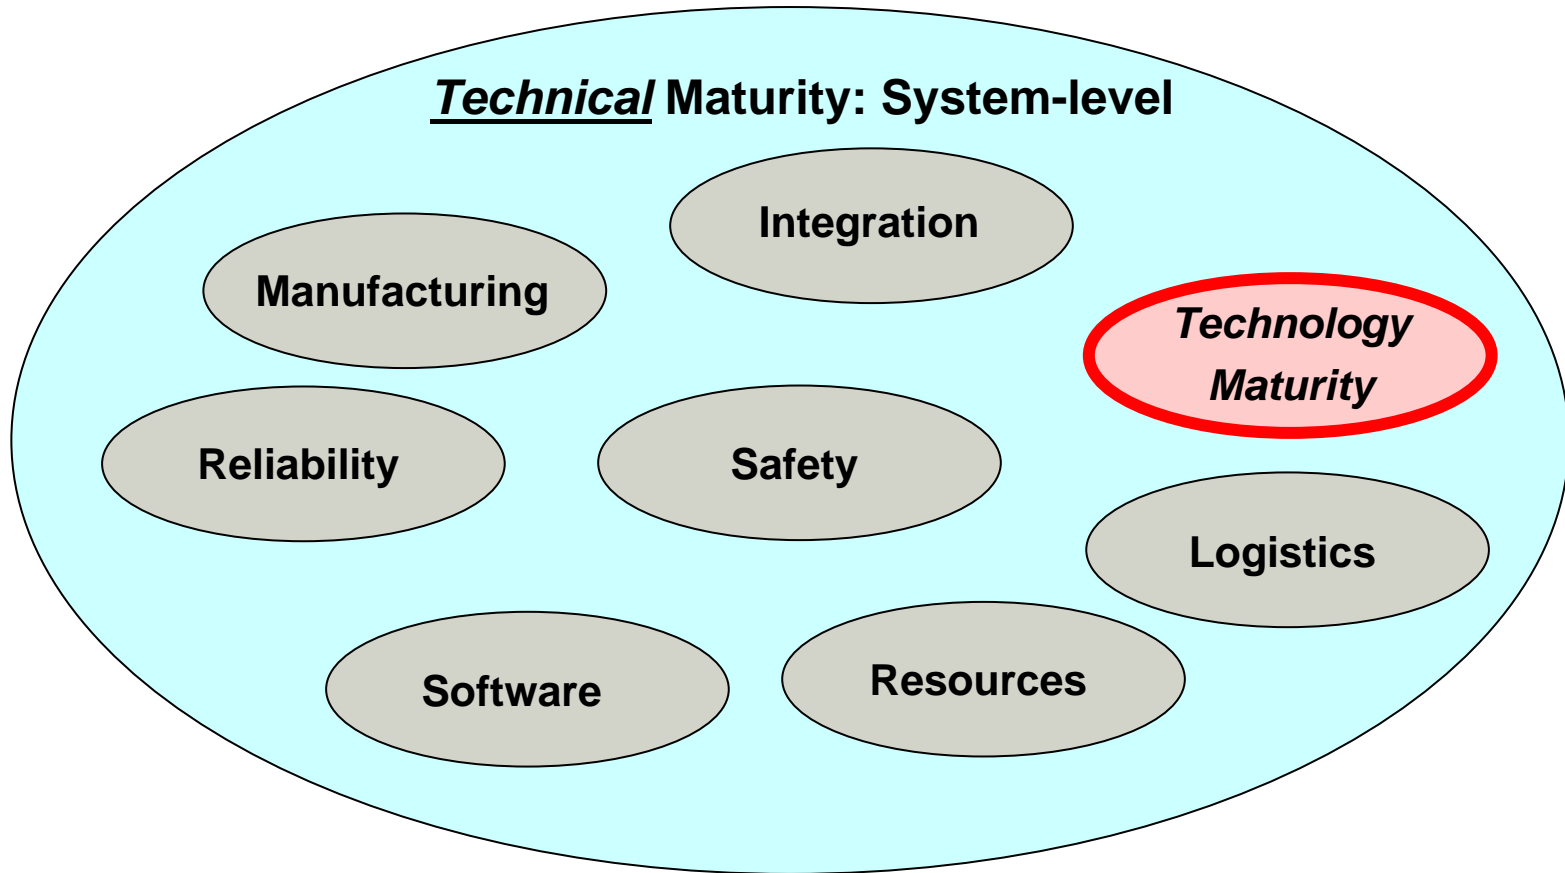 Technical Maturity: System-level
Integration
Manufacturing
Technology
Maturity
Reliability
Safety
Logistics
Software
Resources